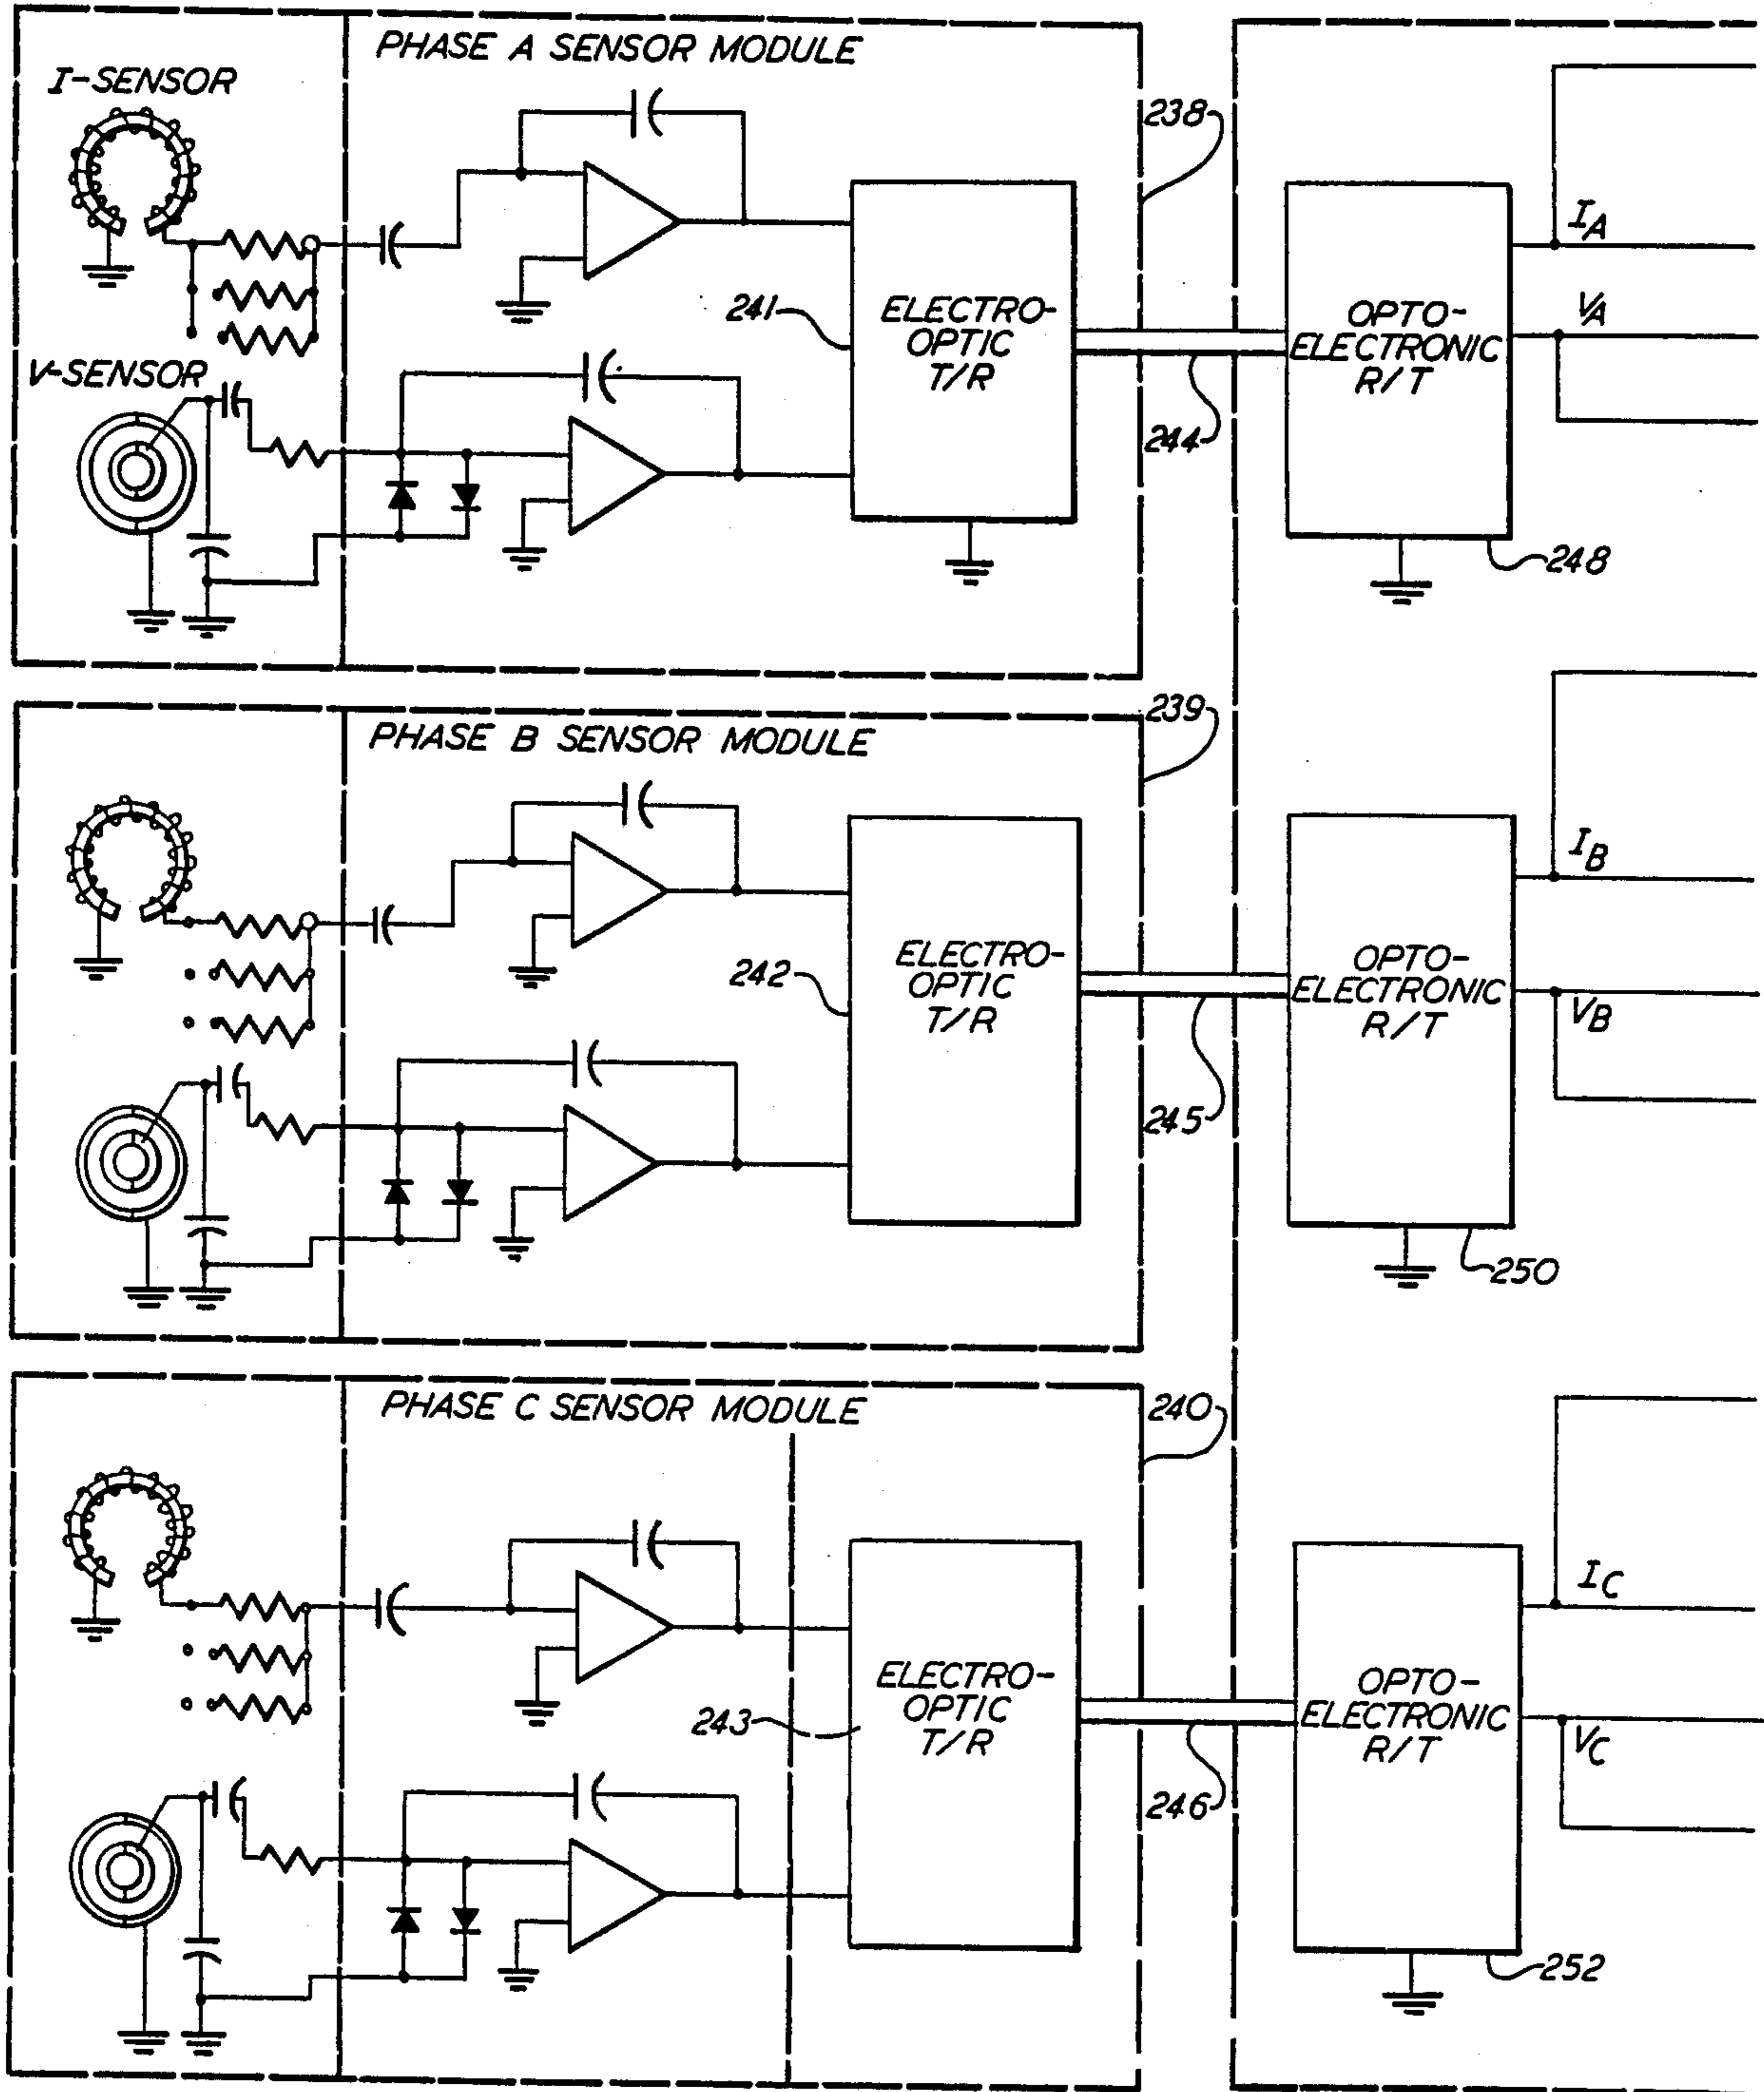 PHASE A SENSOR MODULE
I-SENSOR
238
I_A
241
ELECTRO-
OPTIC
T/R
V_A
OPTO-
ELECTRONIC
R/T
V-SENSOR
244
248
PHASE B SENSOR MODULE
239
I_B
242
ELECTRO-
OPTIC
T/R
OPTO-
ELECTRONIC
R/T
V_B
245
250
PHASE C SENSOR MODULE
240
I_C
243
ELECTRO-
OPTIC
T/R
OPTO-
ELECTRONIC
R/T
V_C
246
252